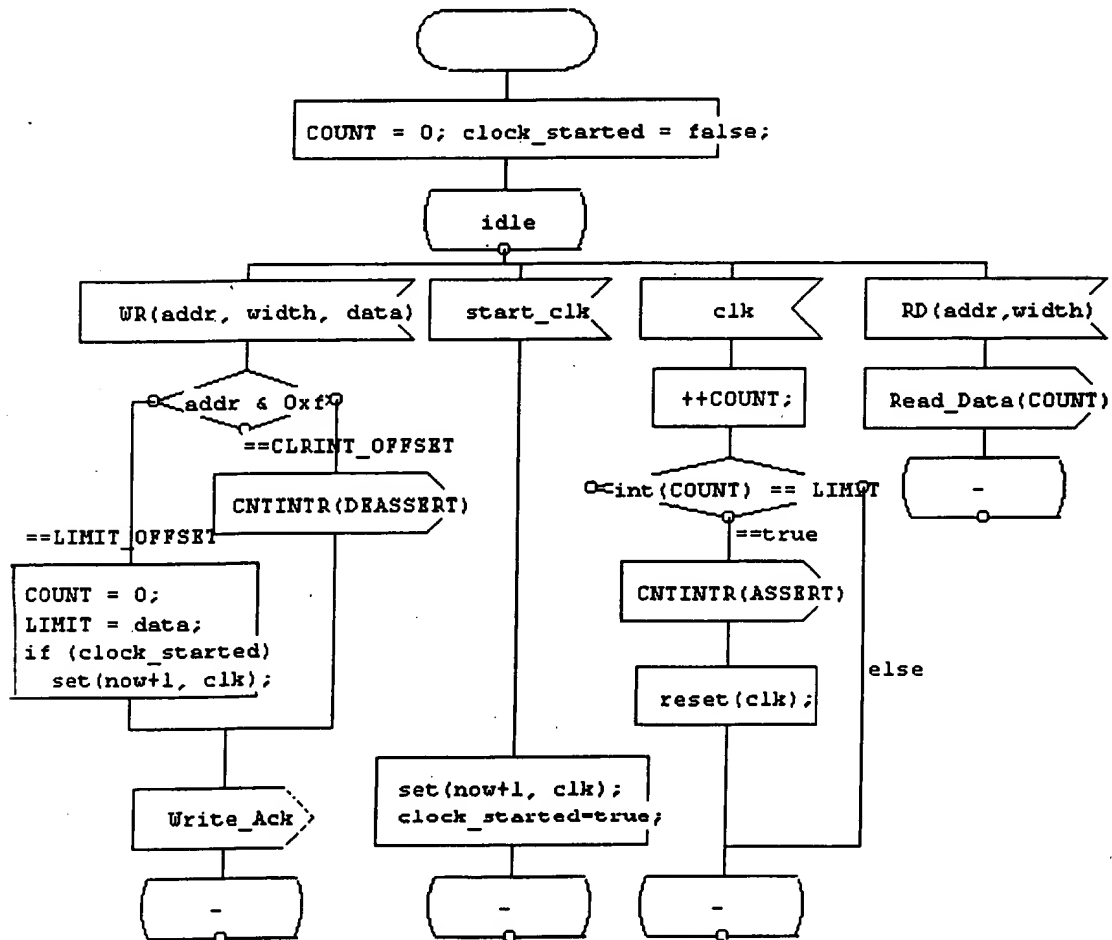 COUNT = 0; clock_started = false;
idle
WR(addr, width, data)
start_clk
clk
RD(addr,width)
addr & 0xf
++COUNT;
Read_Data(COUNT)
==CLRINT_OFFSET
int(COUNT) == LIMIT
-
CNTINTR(DEASSERT)
==LIMIT_OFFSET
==true
COUNT = 0;
LIMIT = data;
if (clock_started)
set(now+1, clk);
CNTINTR(ASSERT)
else
reset(clk);
set(now+1, clk);
clock_started=true;
Write_Ack
-
-
-